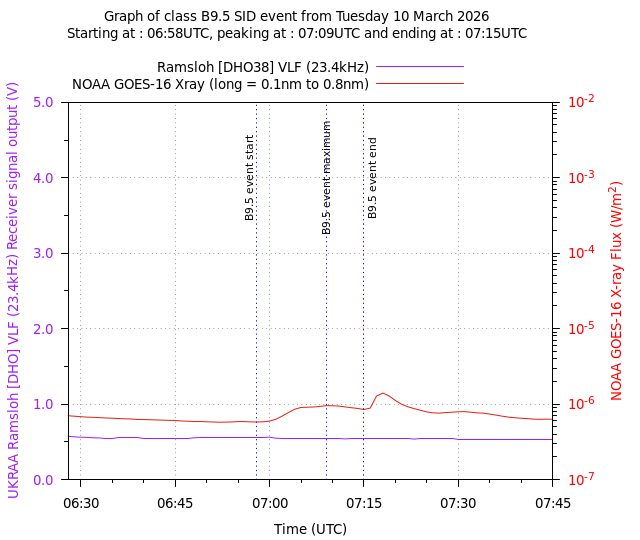 Graph of class B9.5 SID event from Tuesday 10 March 2026
Starting at : 06:58UTC, peaking at : 07:09UTC and ending at : 07:15UTC
Ramsloh [DHO38] VLF (23.4kHz)
NOAA GOES-16 Xray (long = 0.1nm to 0.8nm)
UKRAA Ramsloh [DHO] VLF (23.4kHz) Receiver signal output (V)
5.0
4.0
3.0
2.0
1.0
0.0
B9.5 event start
B9.5 event maximum
B9.5 event end
10^-2
10^-3
10^-4
10^-5
10^-6
10^-7
NOAA GOES-16 X-ray Flux (W/m²)
06:30 06:45 07:00 07:15 07:30 07:45
Time (UTC)